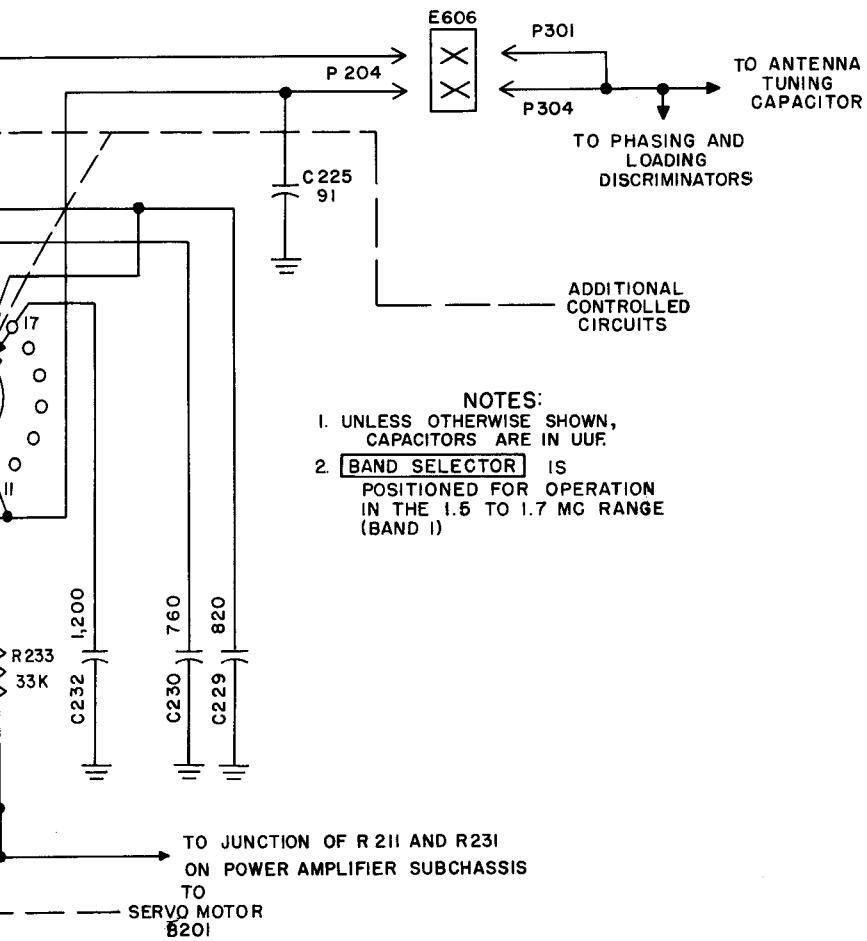 E606
P301
P 204
P304
TO ANTENNA
TUNING
CAPACITOR
TO PHASING AND
LOADING
DISCRIMINATORS
C 225
91
ADDITIONAL
CONTROLLED
CIRCUITS
17
11
NOTES:
1. UNLESS OTHERWISE SHOWN,
CAPACITORS ARE IN UUF.
2. BAND SELECTOR IS
POSITIONED FOR OPERATION
IN THE 1.5 TO 1.7 MC RANGE
(BAND 1)
R233
33K
1,200
C232
760
C230
820
C229
TO JUNCTION OF R 211 AND R231
ON POWER AMPLIFIER SUBCHASSIS
TO
SERVO MOTOR
B201